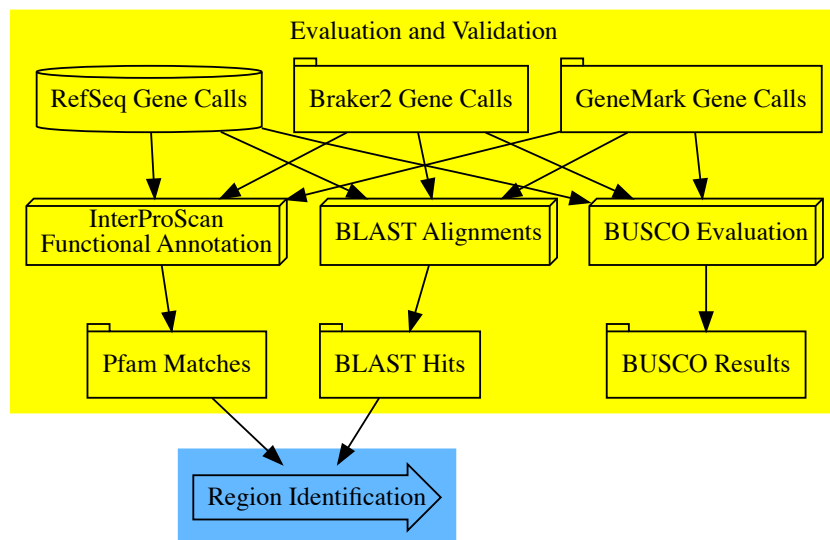 Evaluation and Validation
RefSeq Gene Calls
Braker2 Gene Calls
GeneMark Gene Calls
InterProScan
Functional Annotation
BLAST Alignments
BUSCO Evaluation
Pfam Matches
BLAST Hits
BUSCO Results
Region Identification